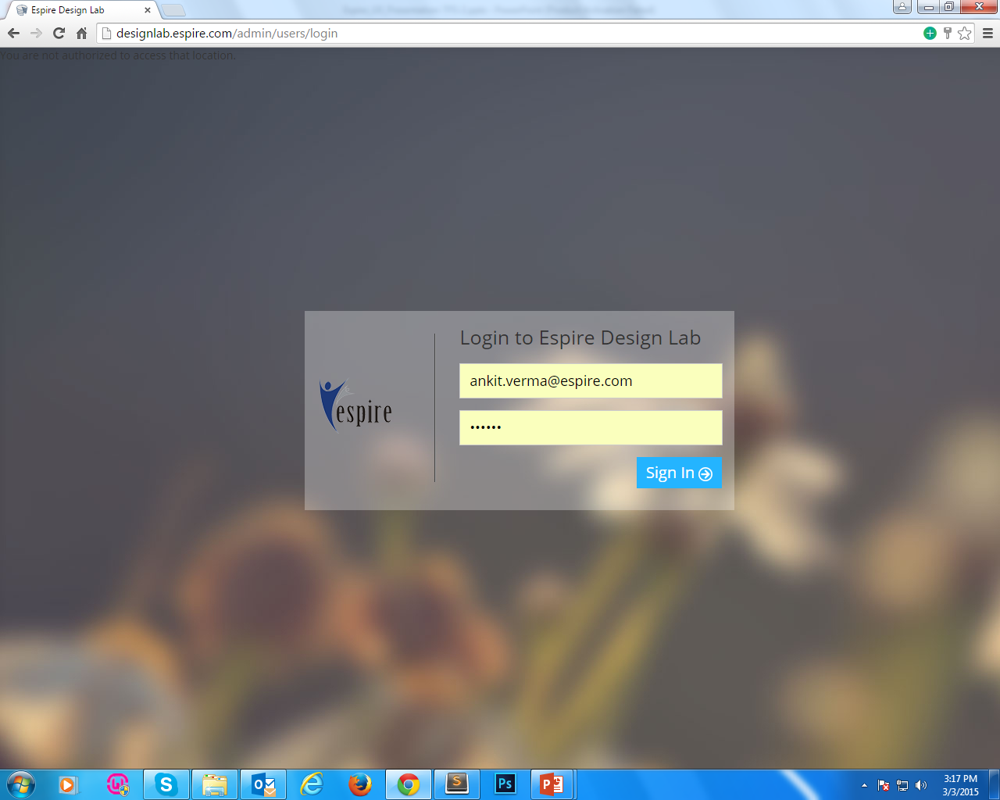 Espire Design Lab
designlab.espire.com/admin/users/login
You are not authorized to access that location.
Login to Espire Design Lab
ankit.verma@espire.com
••••••
espire
Sign In
3:17 PM
3/3/2015